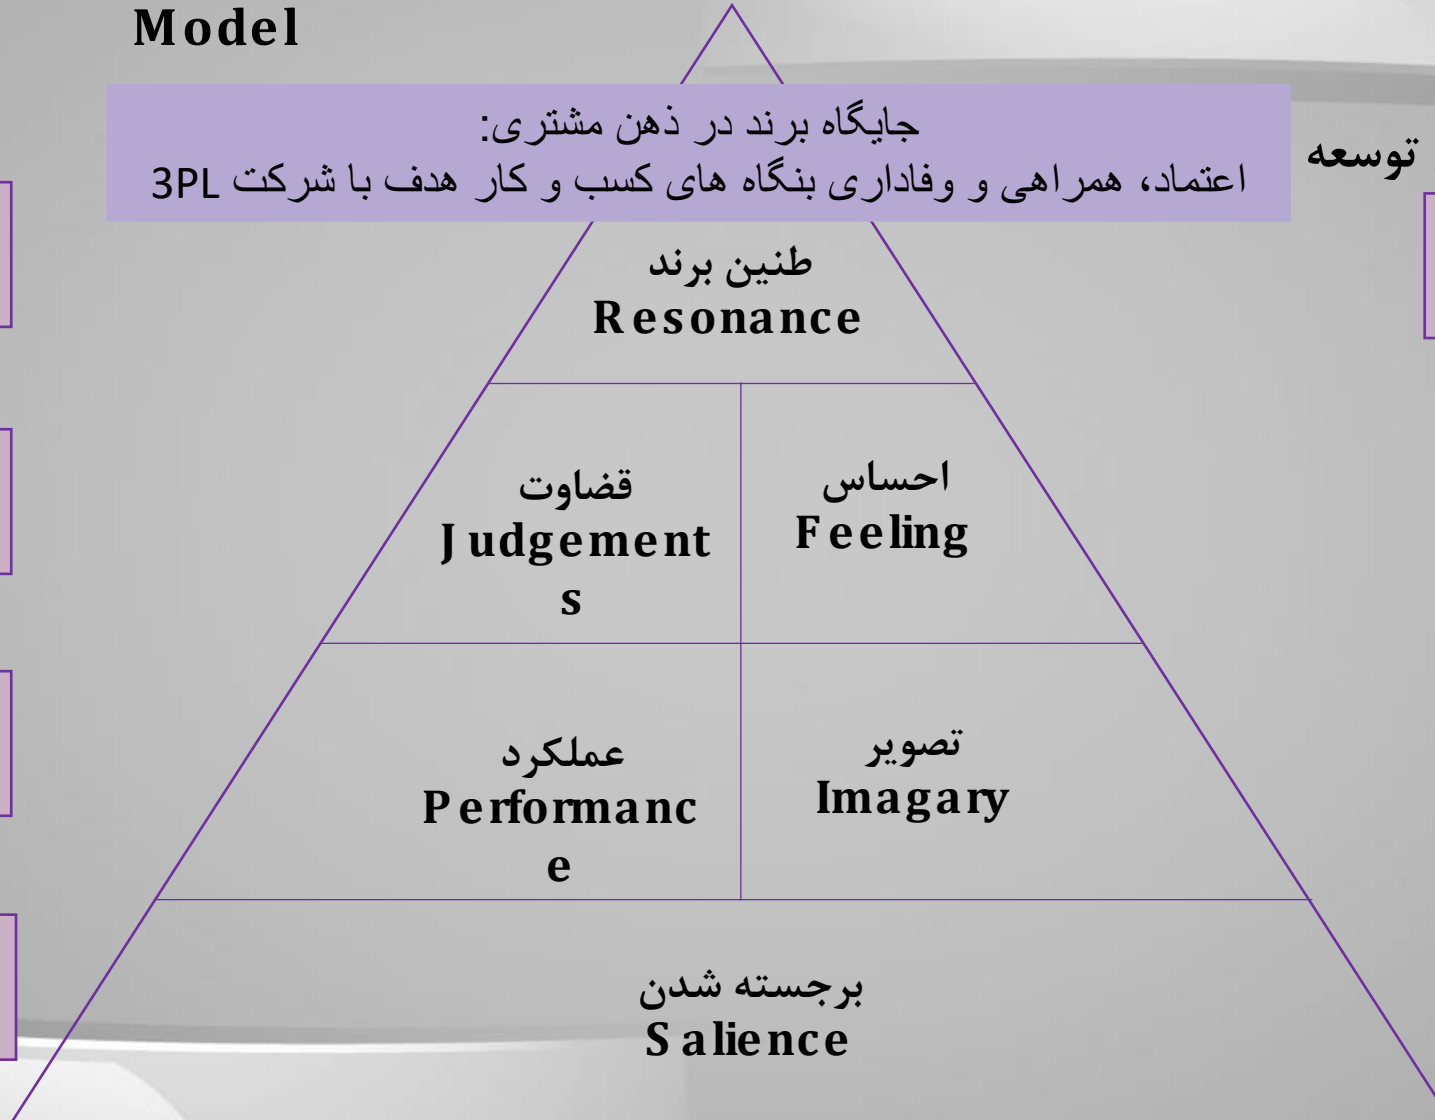 Model
جایگاه برند در ذهن مشتری:
اعتماد، همراهی و وفاداری بنگاه های کسب و کار هدف با شرکت 3PL
توسعه
طنین برند
Resonance
قضاوت
Judgement
s
احساس
Feeling
عملکرد
Performanc
e
تصویر
Imagary
برجسته شدن
Salience